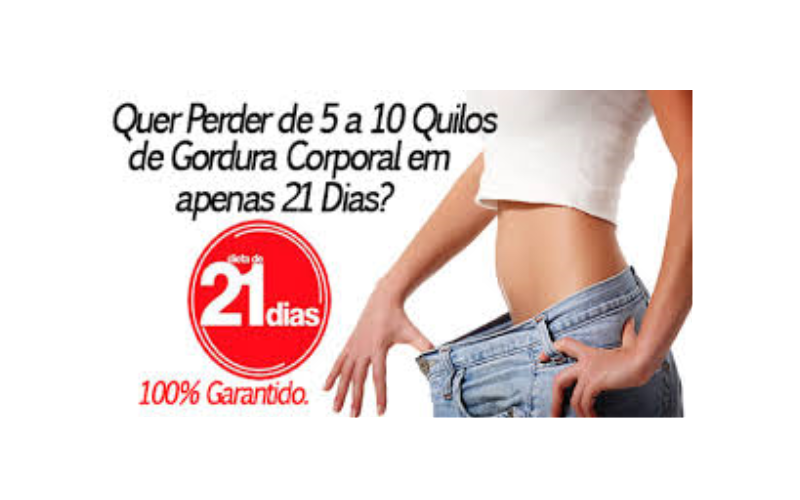 Quer Perder de 5 a 10 Quilos
de Gordura Corporal em
apenas 21 Dias?
dieta de
21 dias
100% Garantido.